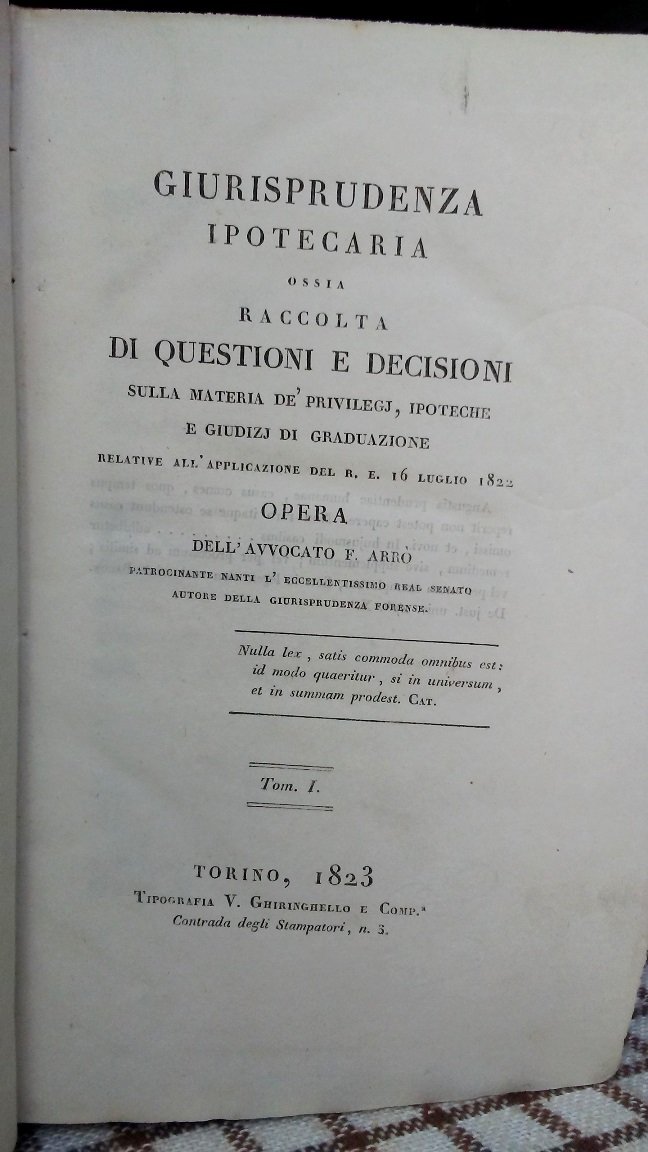 GIURISPRUDENZA
IPOTECARIA
OSSIA
RACCOLTA
DI QUESTIONI E DECISIONI
SULLA MATERIA DE' PRIVILEGJ, IPOTECHE
E GIUDIZJ DI GRADUAZIONE
RELATIVE ALL'APPLICAZIONE DEL R. E. 16 LUGLIO 1822
OPERA
DELL'AVVOCATO F. ARRÒ
PATROCINANTE NANTI L' ECCELLENTISSIMO REAL SENATO
AUTORE DELLA GIURISPRUDENZA FORENSE.
Nulla lex, satis commoda omnibus est:
id modo quaeritur, si in universum,
et in summam prodest. CAT.
Tom. I.
TORINO, 1823
TIPOGRAFIA V. GHIRINGHELLO E COMP.ª
Contrada degli Stampatori, n. 3.